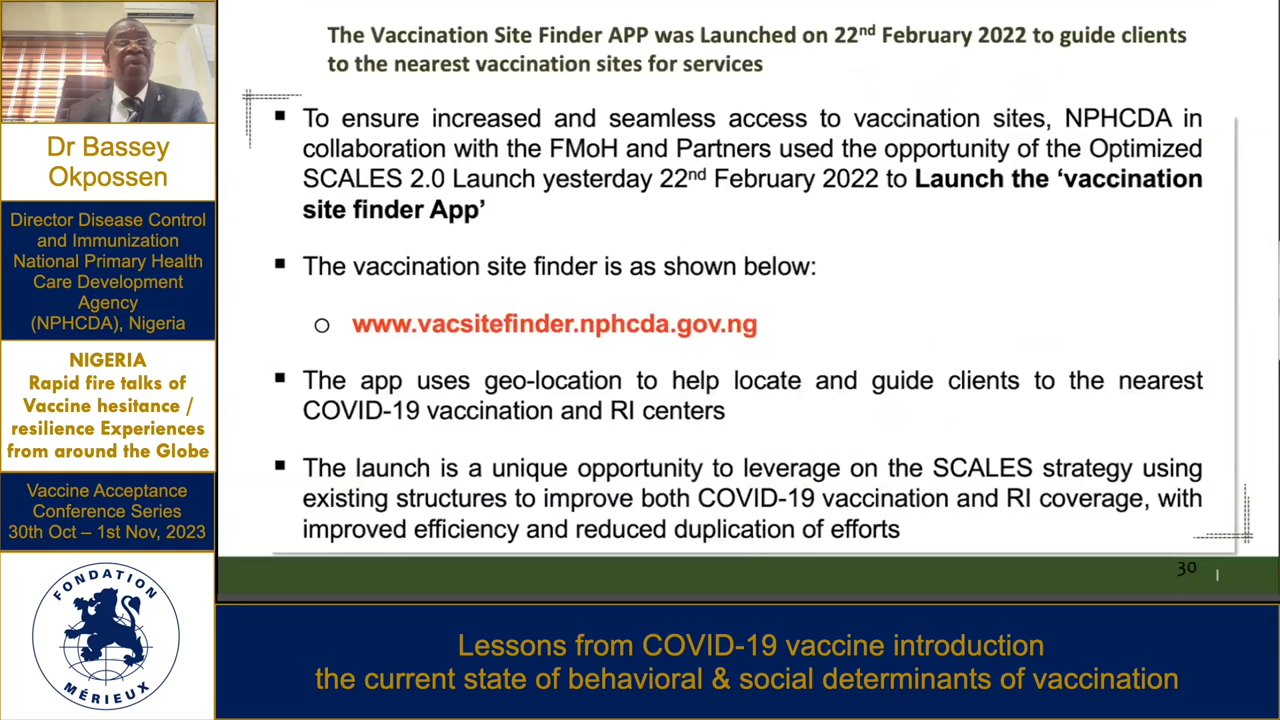 Dr Bassey
Okpossen
Director Disease Control
and Immunization
National Primary Health
Care Development
Agency
(NPHCDA), Nigeria
NIGERIA
Rapid fire talks of
Vaccine hesitance /
resilience Experiences
from around the Globe
Vaccine Acceptance
Conference Series
30th Oct – 1st Nov, 2023
FONDATION
MÉRIEUX
The Vaccination Site Finder APP was Launched on 22nd February 2022 to guide clients
to the nearest vaccination sites for services
▪ To ensure increased and seamless access to vaccination sites, NPHCDA in
collaboration with the FMoH and Partners used the opportunity of the Optimized
SCALES 2.0 Launch yesterday 22nd February 2022 to Launch the ‘vaccination
site finder App’
▪ The vaccination site finder is as shown below:
o www.vacsitefinder.nphcda.gov.ng
▪ The app uses geo-location to help locate and guide clients to the nearest
COVID-19 vaccination and RI centers
▪ The launch is a unique opportunity to leverage on the SCALES strategy using
existing structures to improve both COVID-19 vaccination and RI coverage, with
improved efficiency and reduced duplication of efforts
30
Lessons from COVID-19 vaccine introduction
the current state of behavioral & social determinants of vaccination